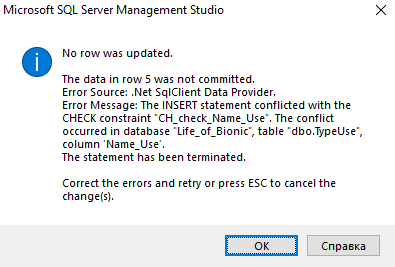 Microsoft SQL Server Management Studio
No row was updated.
The data in row 5 was not committed.
Error Source: .Net SqlClient Data Provider.
Error Message: The INSERT statement conflicted with the
CHECK constraint "CH_check_Name_Use". The conflict
occurred in database "Life_of_Bionic", table "dbo.TypeUse",
column 'Name_Use'.
The statement has been terminated.
Correct the errors and retry or press ESC to cancel the
change(s).
OK
Справка